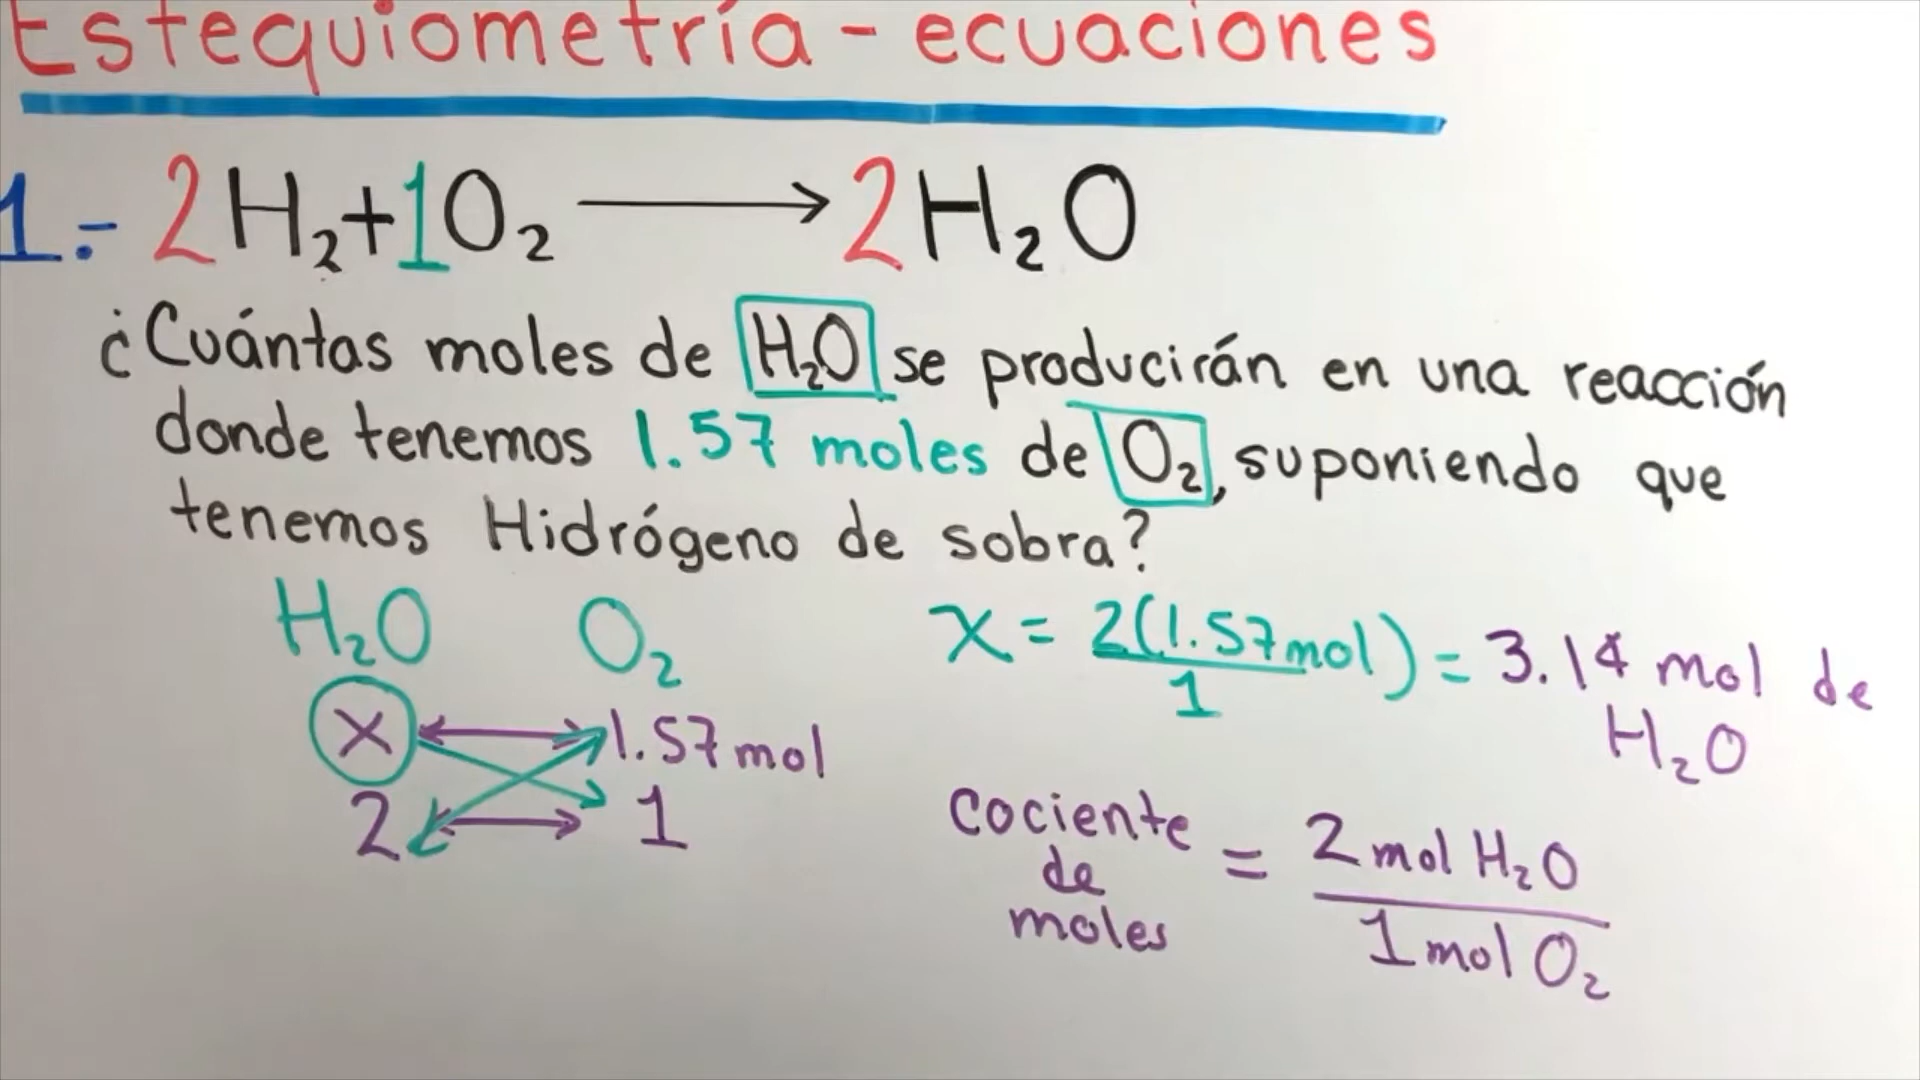 Estequiometría - ecuaciones
1.- 2H₂+1O₂ → 2H₂O
¿Cuántas moles de H₂O se producirán en una reacción
donde tenemos 1.57 moles de O₂, suponiendo que
tenemos Hidrógeno de sobra?
H₂O O₂
x 1.57 mol
2 1
x = 2(1.57mol)/1 = 3.14 mol de
H₂O
cociente
de
moles
= 2 mol H₂O
1 mol O₂